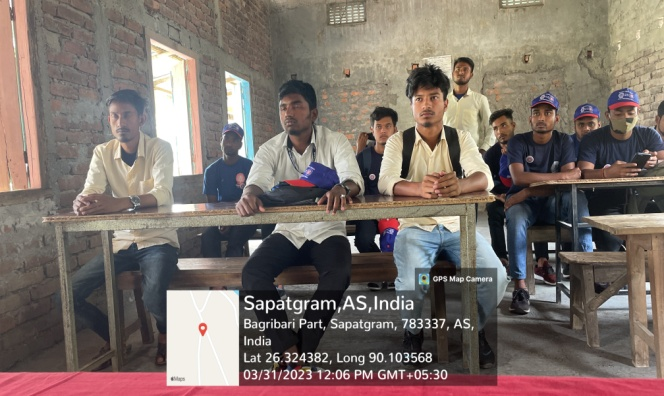 GPS Map Camera
Sapatgram,AS,India
Bagribari Part, Sapatgram, 783337, AS,
India
Lat 26.324382, Long 90.103568
03/31/2023 12:06 PM GMT+05:30
Maps